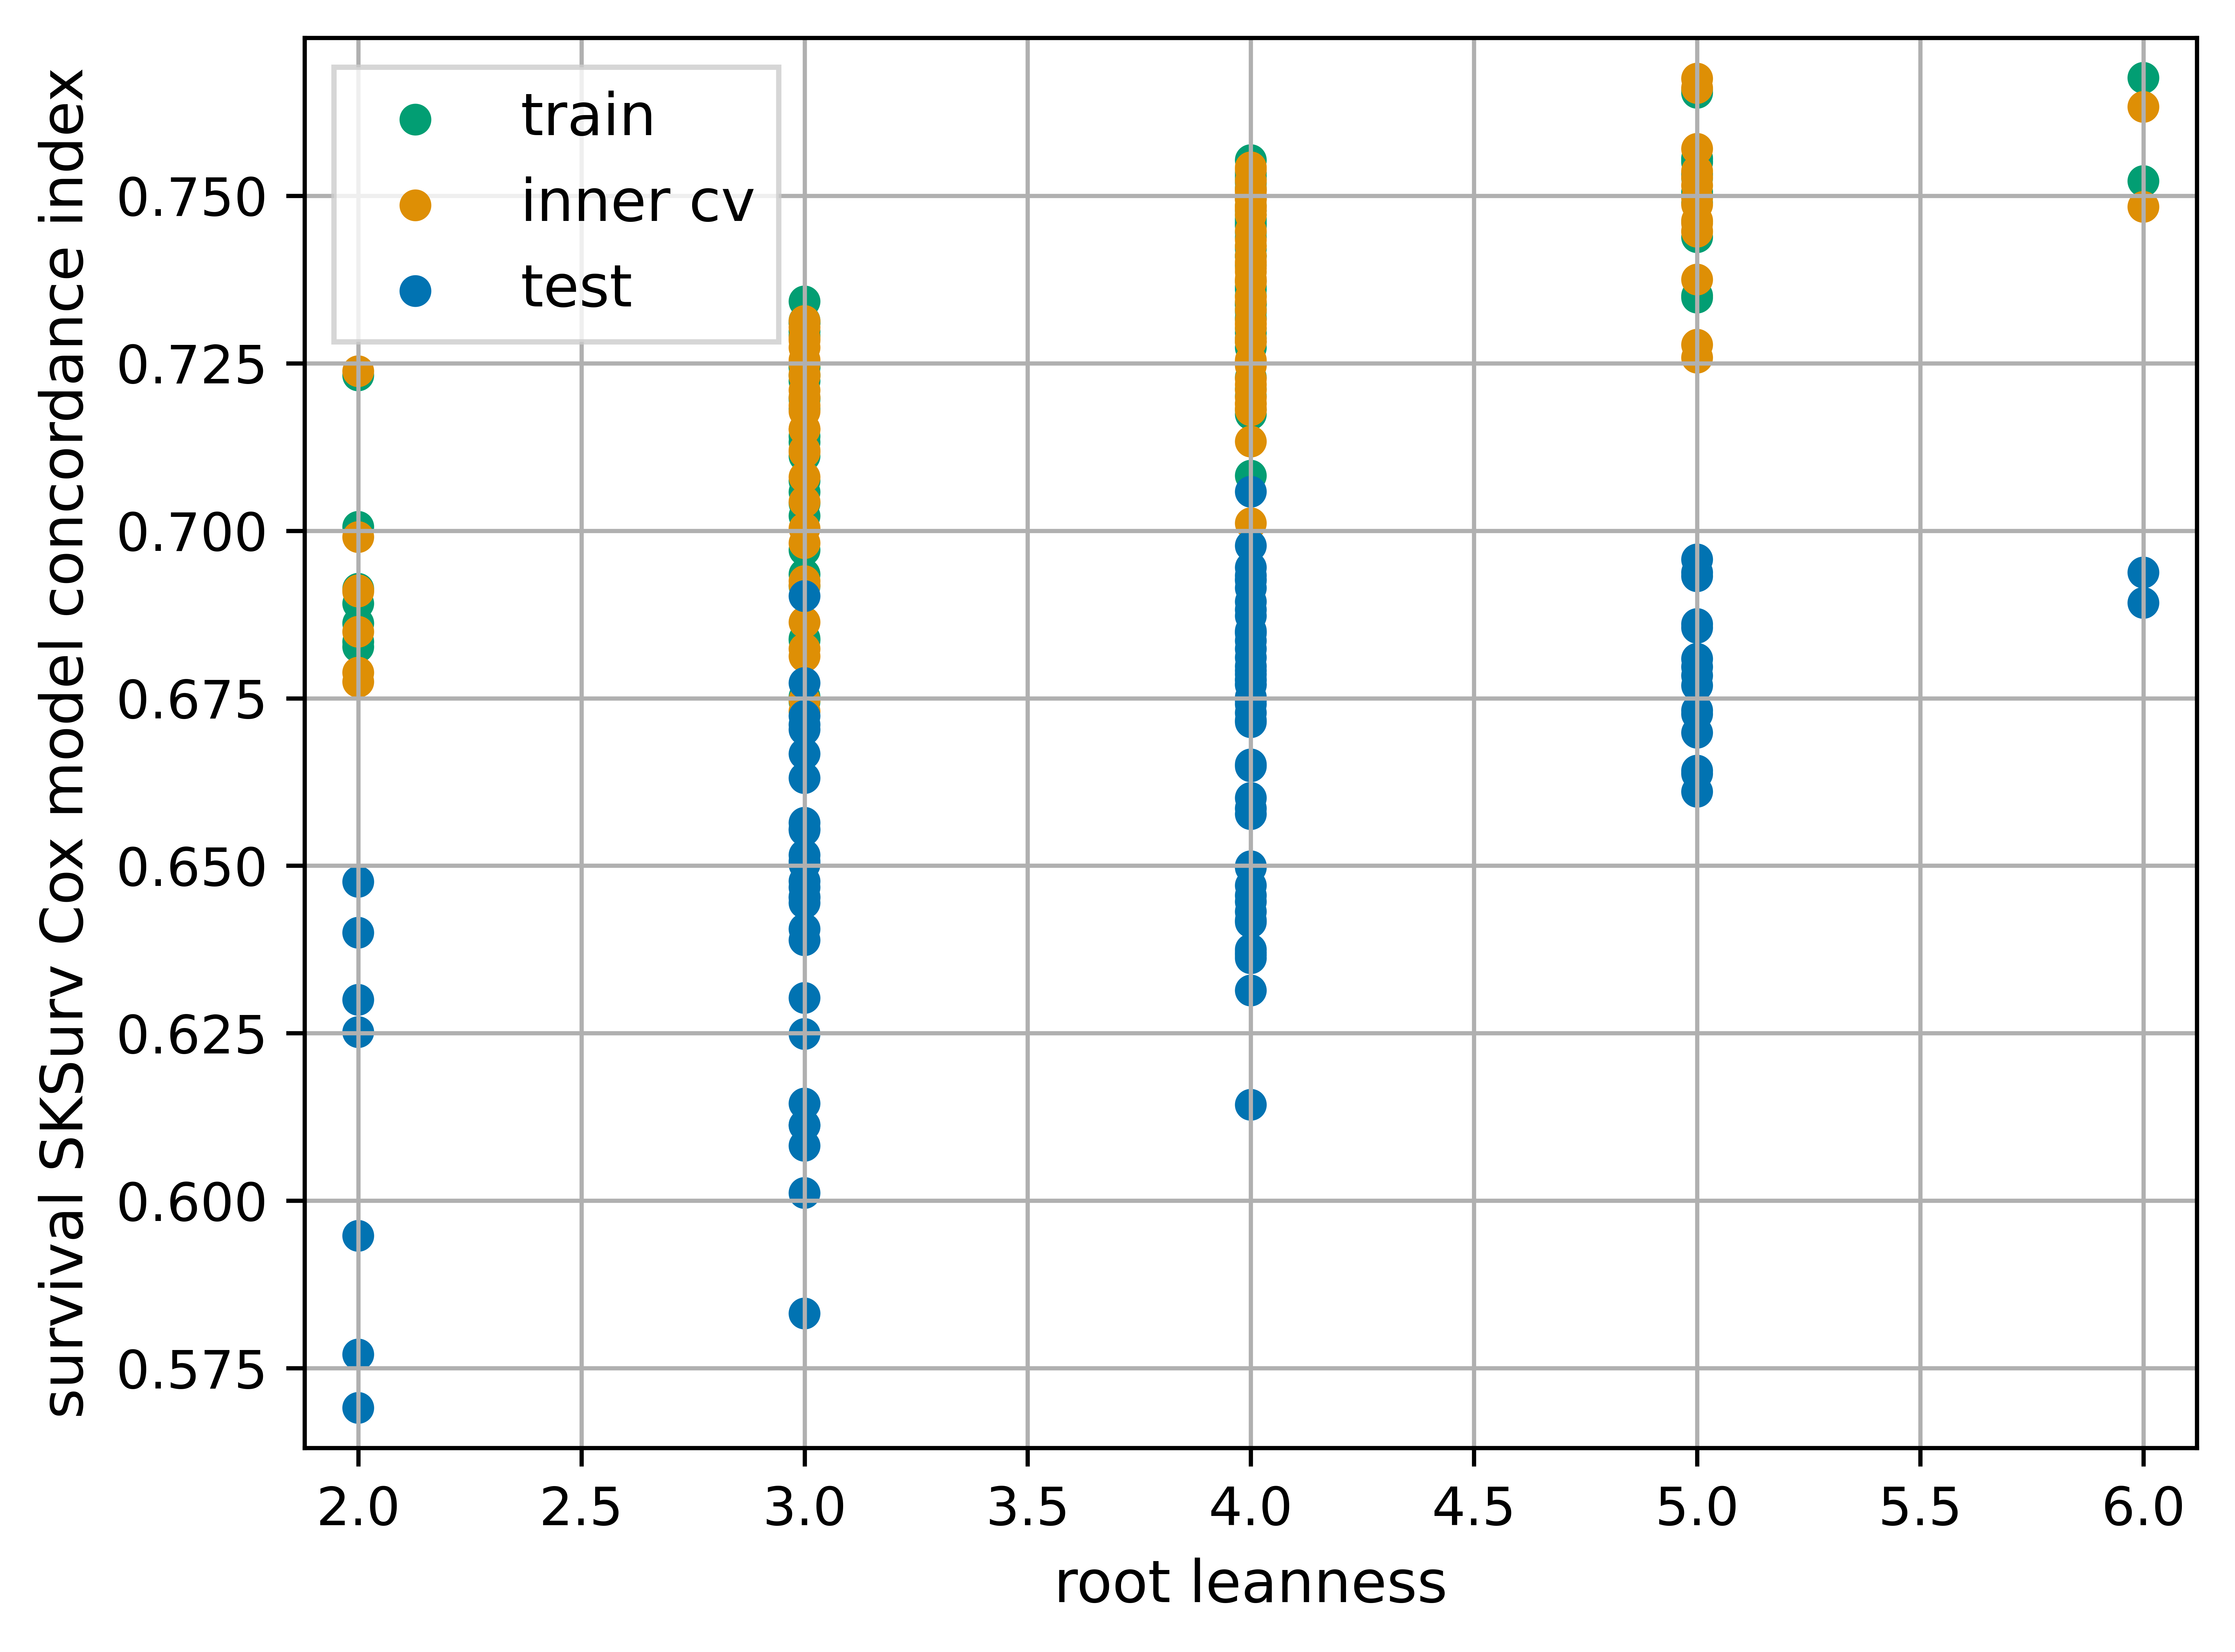 survival SKSurv Cox model concordance index
train
inner cv
test
0.750
0.725
0.700
0.675
0.650
0.625
0.600
0.575
2.0 2.5 3.0 3.5 4.0 4.5 5.0 5.5 6.0
root leanness